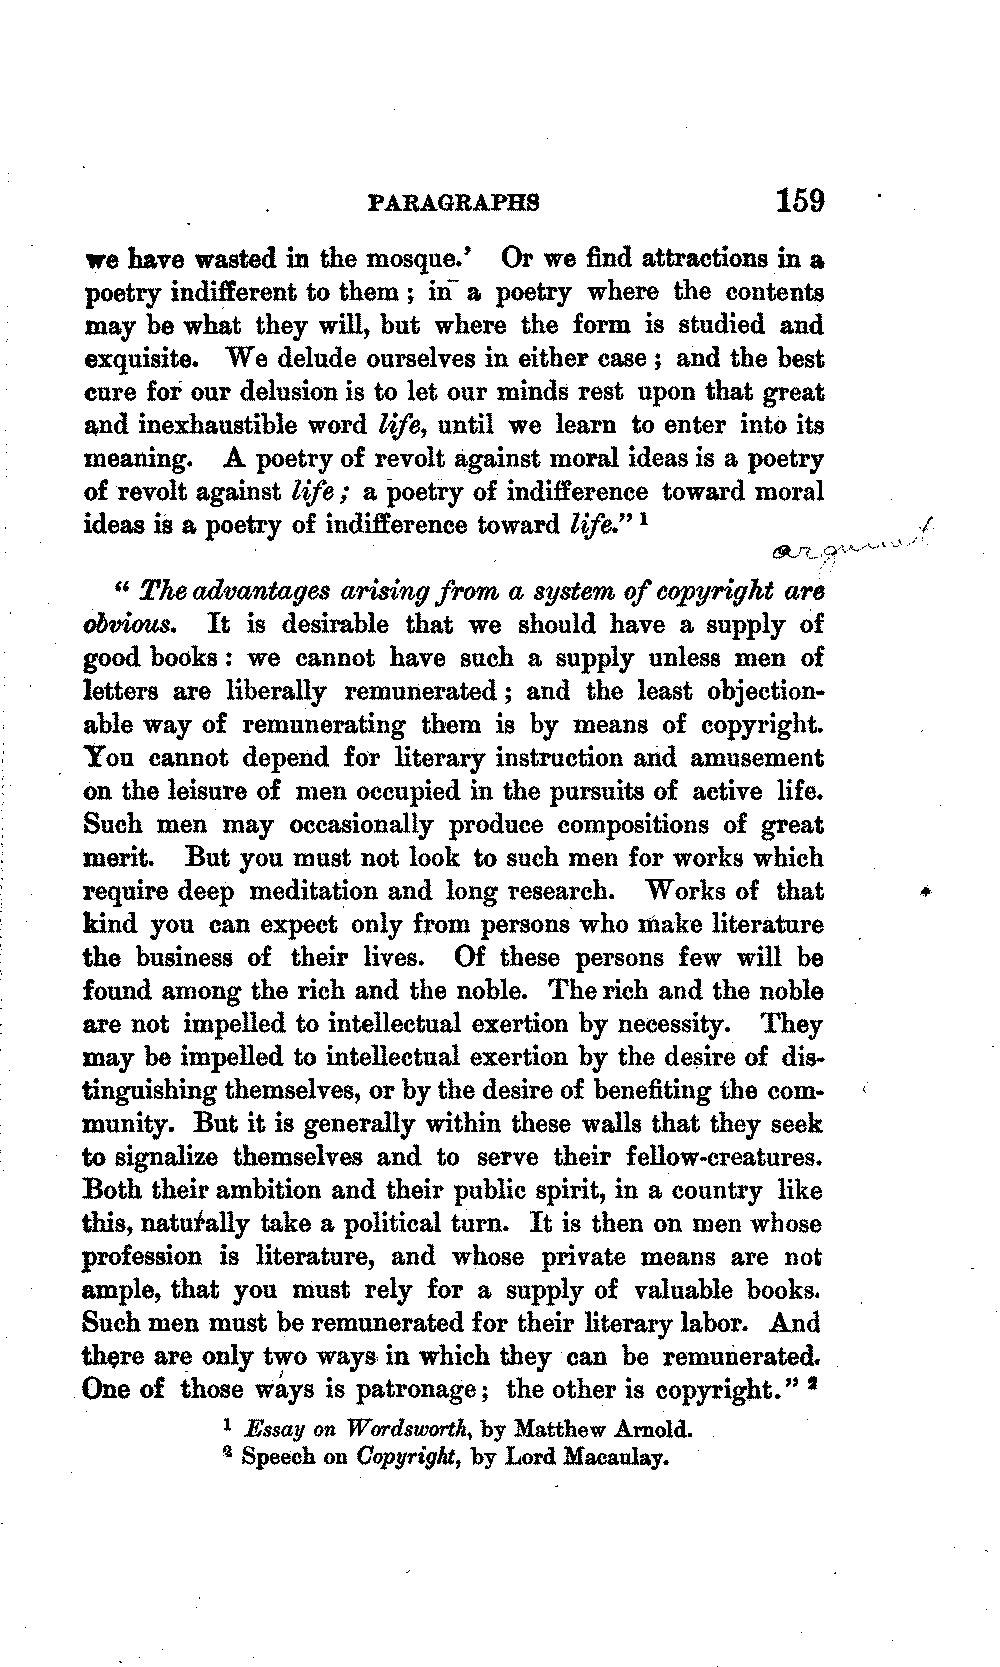 PARAGRAPHS 159
we have wasted in the mosque.' Or we find attractions in a
poetry indifferent to them ; in a poetry where the contents
may be what they will, but where the form is studied and
exquisite. We delude ourselves in either case ; and the best
cure for our delusion is to let our minds rest upon that great
and inexhaustible word life, until we learn to enter into its
meaning. A poetry of revolt against moral ideas is a poetry
of revolt against life ; a poetry of indifference toward moral
ideas is a poetry of indifference toward life." 1
argument
" The advantages arising from a system of copyright are
obvious. It is desirable that we should have a supply of
good books : we cannot have such a supply unless men of
letters are liberally remunerated ; and the least objection-
able way of remunerating them is by means of copyright.
You cannot depend for literary instruction and amusement
on the leisure of men occupied in the pursuits of active life.
Such men may occasionally produce compositions of great
merit. But you must not look to such men for works which
require deep meditation and long research. Works of that
kind you can expect only from persons who make literature
the business of their lives. Of these persons few will be
found among the rich and the noble. The rich and the noble
are not impelled to intellectual exertion by necessity. They
may be impelled to intellectual exertion by the desire of dis-
tinguishing themselves, or by the desire of benefiting the com-
munity. But it is generally within these walls that they seek
to signalize themselves and to serve their fellow-creatures.
Both their ambition and their public spirit, in a country like
this, naturally take a political turn. It is then on men whose
profession is literature, and whose private means are not
ample, that you must rely for a supply of valuable books.
Such men must be remunerated for their literary labor. And
there are only two ways in which they can be remunerated.
One of those ways is patronage ; the other is copyright." 2
1 Essay on Wordsworth, by Matthew Arnold.
2 Speech on Copyright, by Lord Macaulay.